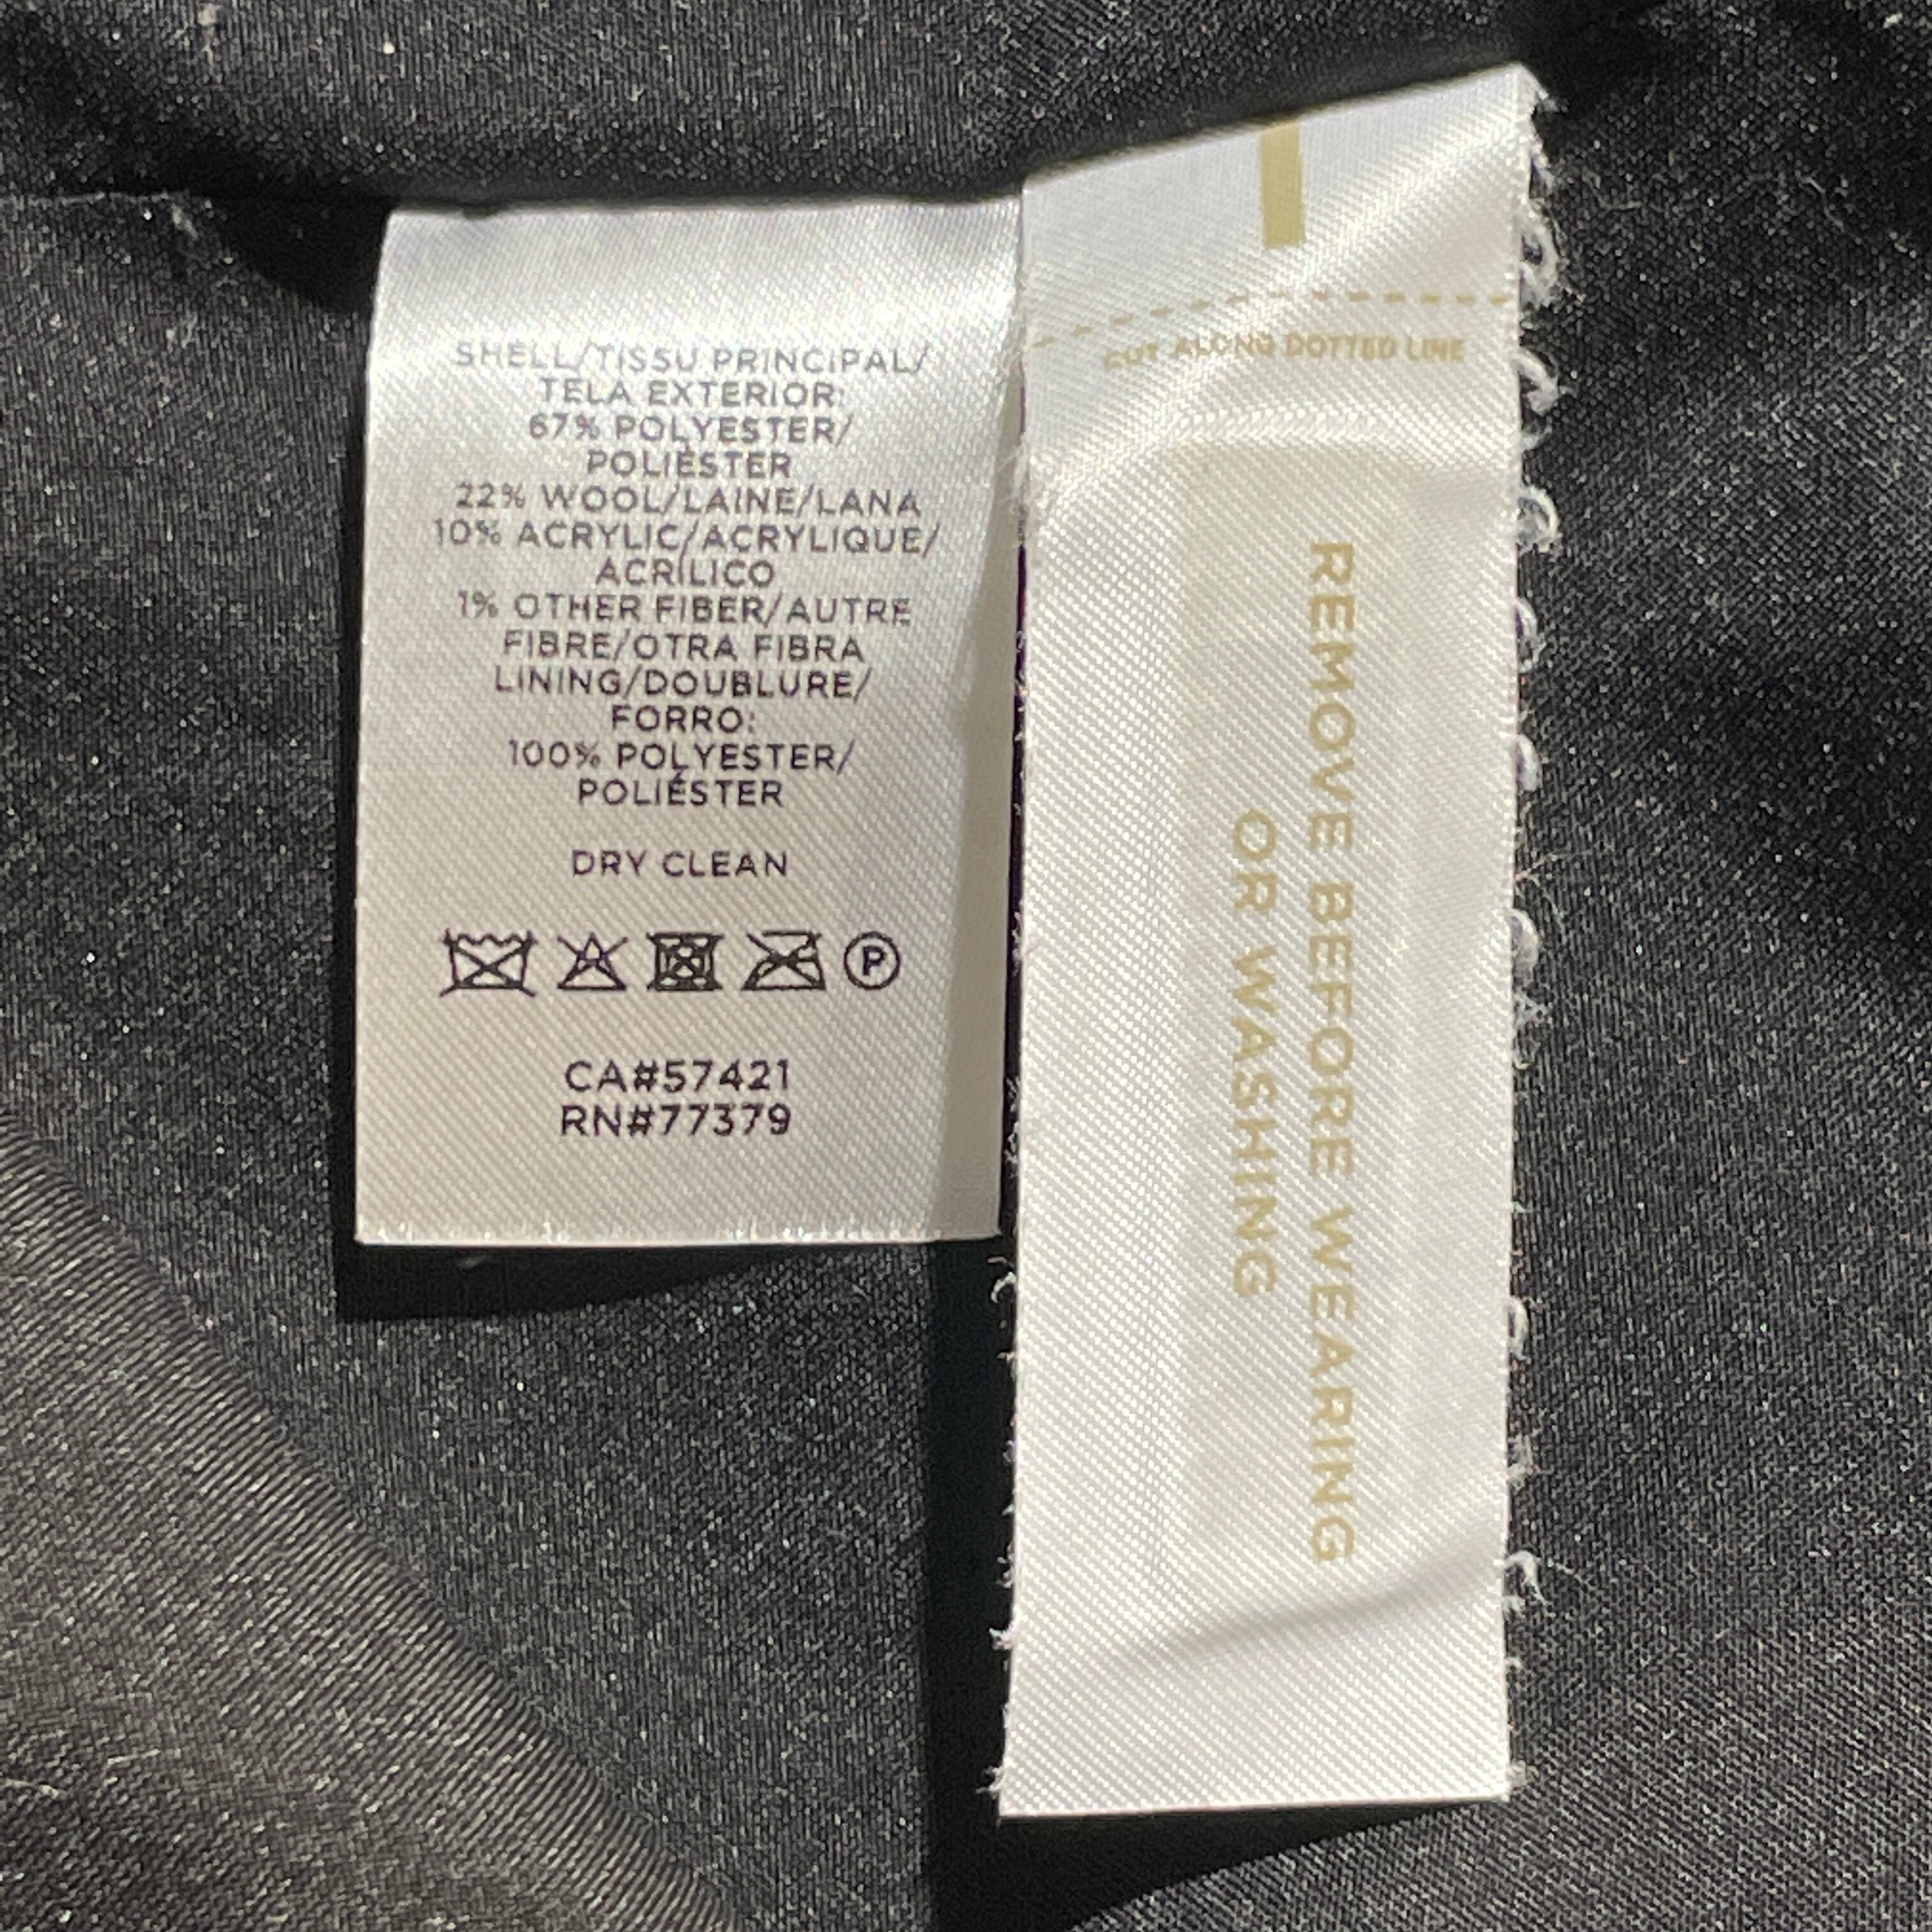 SHELL/TISSU PRINCIPAL/
TELA EXTERIOR:
67% POLYESTER/
POLIÉSTER
22% WOOL/LAINE/LANA
10% ACRYLIC/ACRYLIQUE/
ACRÍLICO
1% OTHER FIBER/AUTRE
FIBRE/OTRA FIBRA
LINING/DOUBLURE/
FORRO:
100% POLYESTER/
POLIÉSTER
DRY CLEAN
P
CA#57421
RN#77379
CUT ALONG DOTTED LINE
REMOVE BEFORE WEARING
OR WASHING